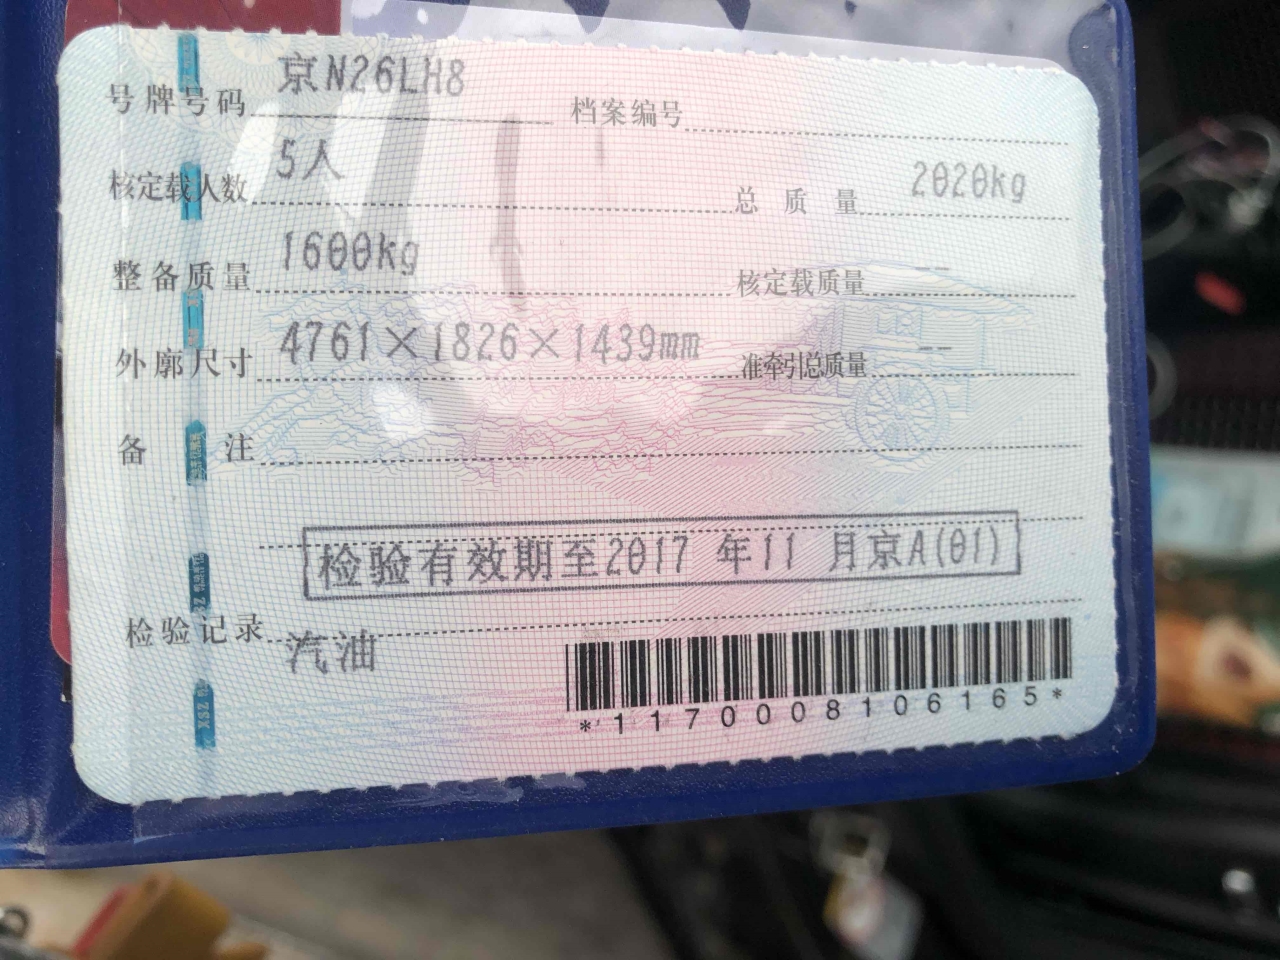 号牌号码 京N26LH8 档案编号
核定载人数 5人 总质量 2020kg
整备质量 1600kg 核定载质量 --
外廓尺寸 4761×1826×1439mm 准牵引总质量 --
备注
检验有效期至2017 年11 月京A(01)
检验记录 汽油
*1170008106165*